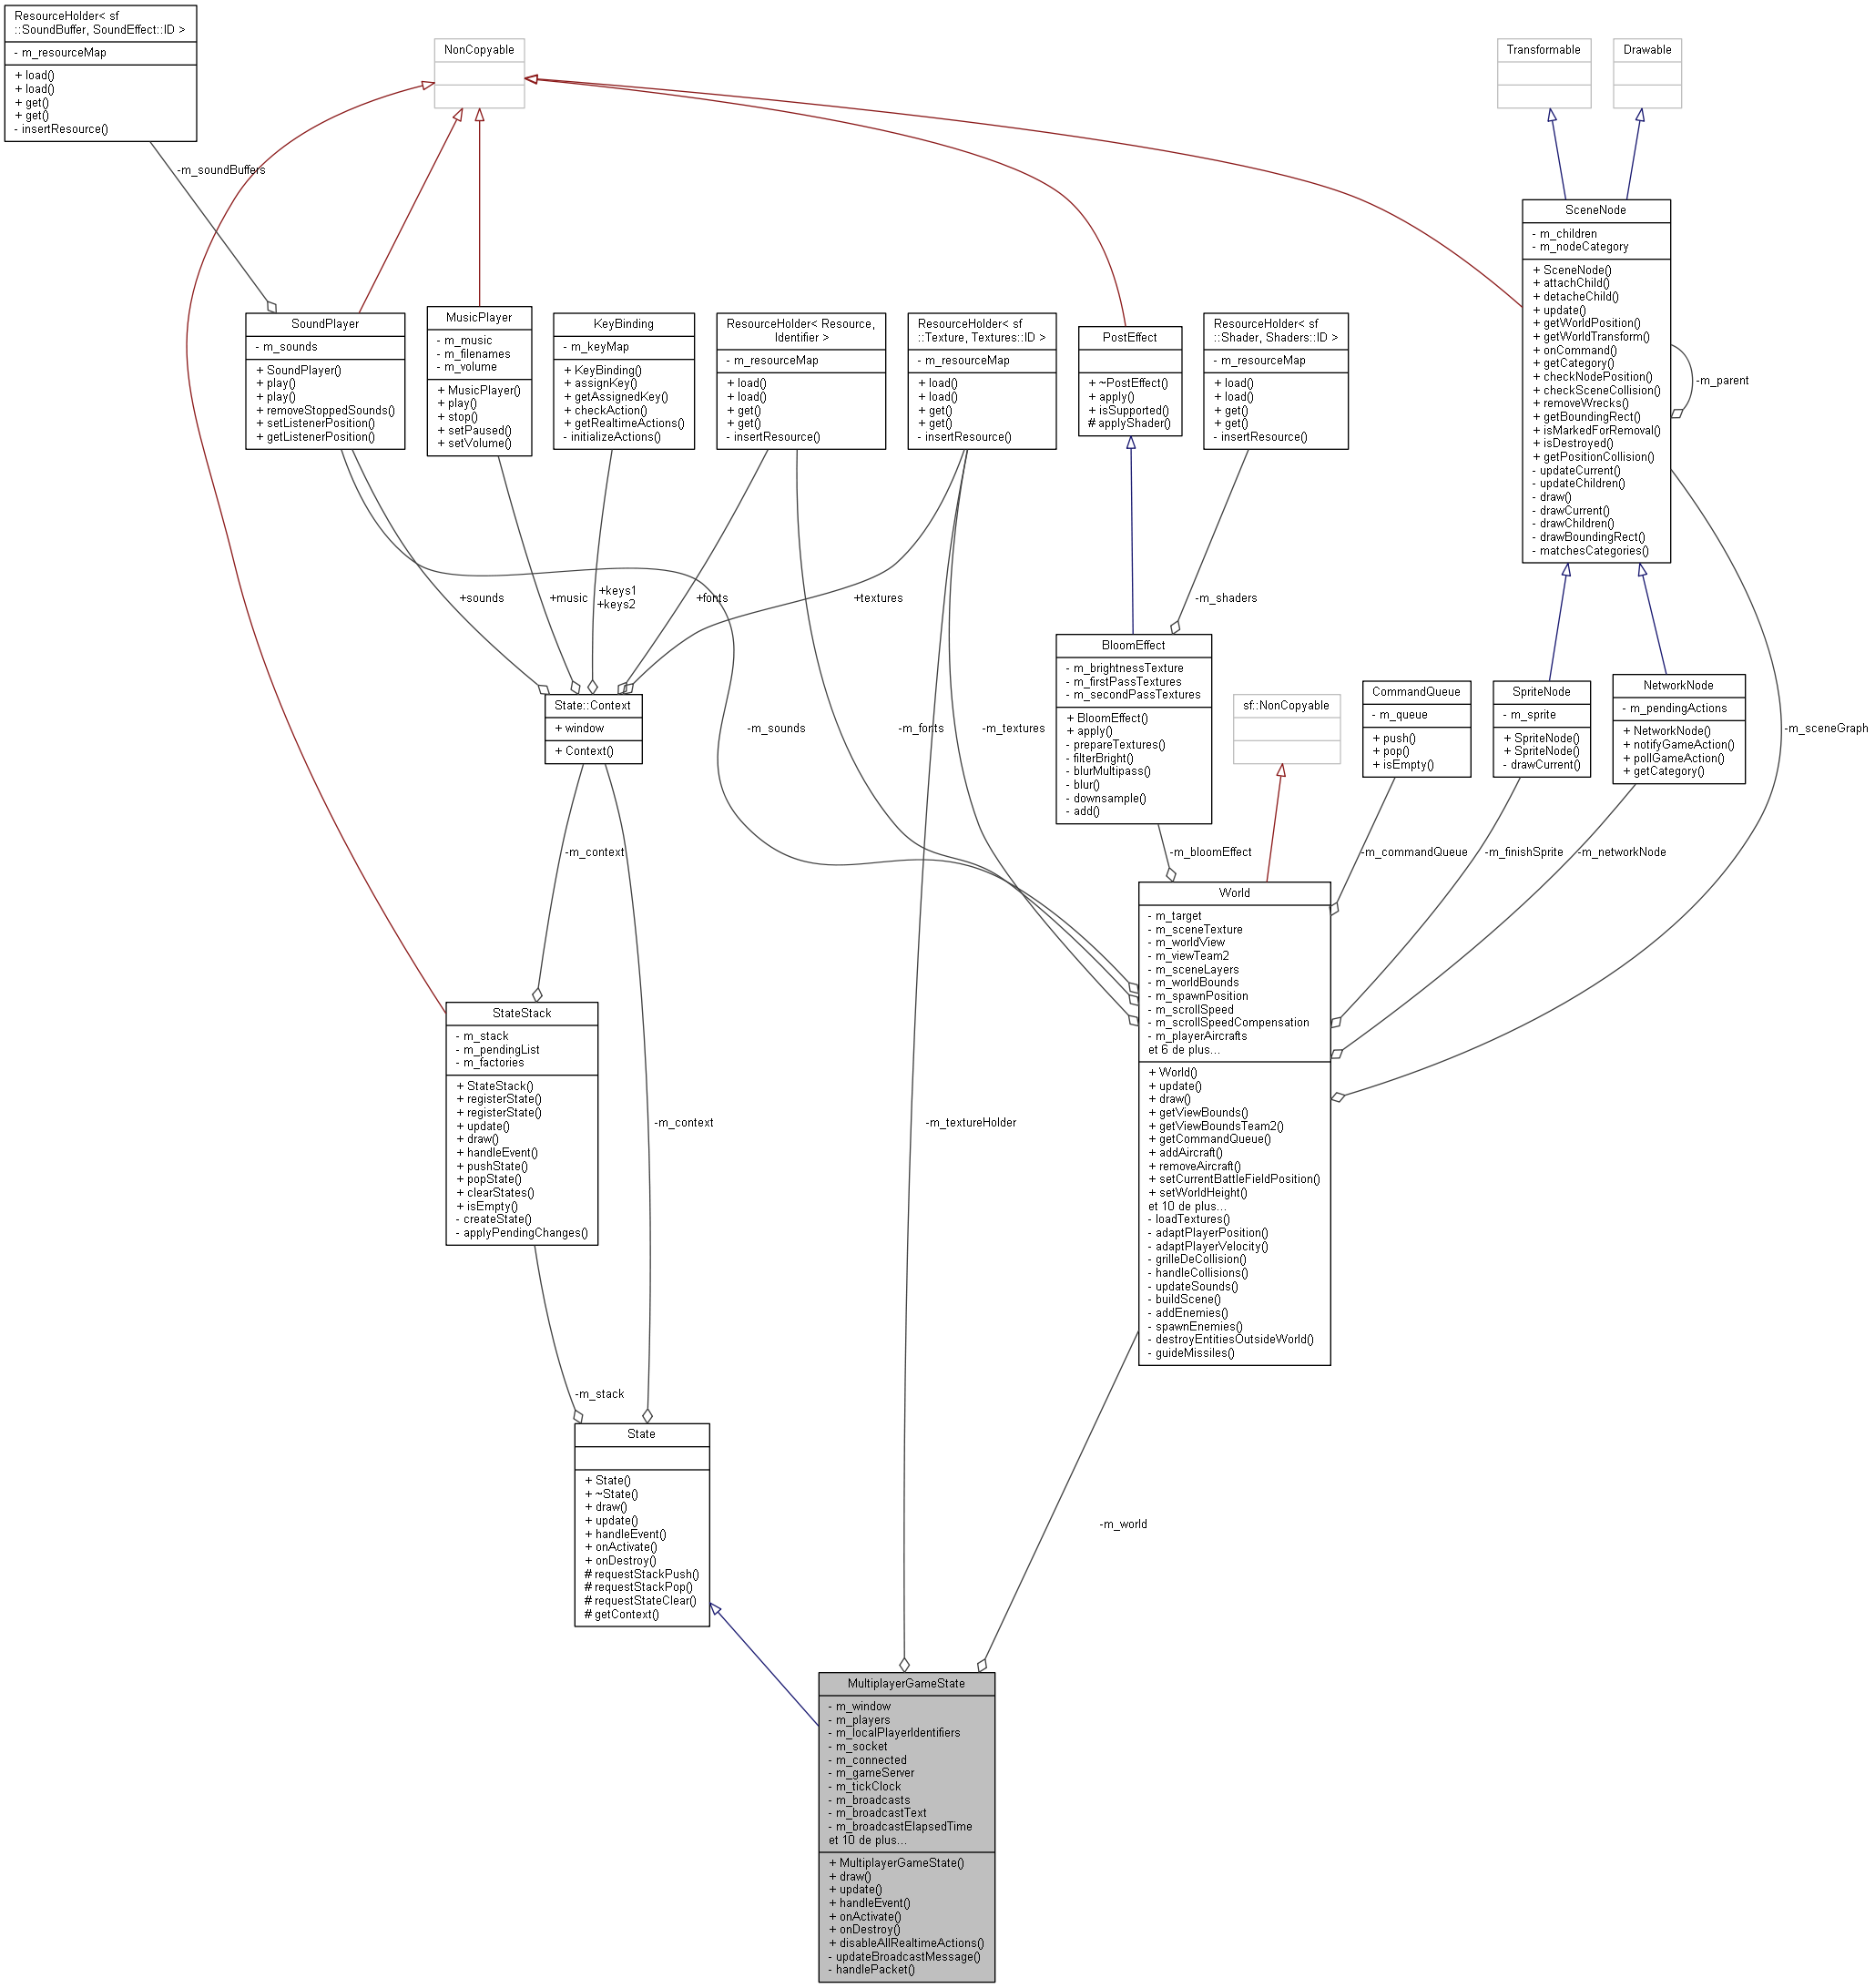 ResourceHolder< sf
::SoundBuffer, SoundEffect::ID >
- m_resourceMap
+ load()
+ load()
+ get()
+ get()
- insertResource()
NonCopyable
Transformable
Drawable
-m_soundBuffers
SceneNode
- m_children
- m_nodeCategory
+ SceneNode()
+ attachChild()
+ detacheChild()
+ update()
+ getWorldPosition()
+ getWorldTransform()
+ onCommand()
+ getCategory()
+ checkNodePosition()
+ checkSceneCollision()
+ removeWrecks()
+ getBoundingRect()
+ isMarkedForRemoval()
+ isDestroyed()
+ getPositionCollision()
- updateCurrent()
- updateChildren()
- draw()
- drawCurrent()
- drawChildren()
- drawBoundingRect()
- matchesCategories()
-m_parent
SoundPlayer
- m_sounds
+ SoundPlayer()
+ play()
+ play()
+ removeStoppedSounds()
+ setListenerPosition()
+ getListenerPosition()
MusicPlayer
- m_music
- m_filenames
- m_volume
+ MusicPlayer()
+ play()
+ stop()
+ setPaused()
+ setVolume()
KeyBinding
- m_keyMap
+ KeyBinding()
+ assignKey()
+ getAssignedKey()
+ checkAction()
+ getRealtimeActions()
- initializeActions()
ResourceHolder< Resource,
Identifier >
- m_resourceMap
+ load()
+ load()
+ get()
+ get()
- insertResource()
ResourceHolder< sf
::Texture, Textures::ID >
- m_resourceMap
+ load()
+ load()
+ get()
+ get()
- insertResource()
PostEffect
+ ~PostEffect()
+ apply()
+ isSupported()
# applyShader()
ResourceHolder< sf
::Shader, Shaders::ID >
- m_resourceMap
+ load()
+ load()
+ get()
+ get()
- insertResource()
+sounds
+music
+keys1
+keys2
+fonts
+textures
-m_shaders
State::Context
+ window
+ Context()
-m_sounds
-m_fonts
-m_textures
BloomEffect
- m_brightnessTexture
- m_firstPassTextures
- m_secondPassTextures
+ BloomEffect()
+ apply()
- prepareTextures()
- filterBright()
- blurMultipass()
- blur()
- downsample()
- add()
sf::NonCopyable
CommandQueue
- m_queue
+ push()
+ pop()
+ isEmpty()
SpriteNode
- m_sprite
+ SpriteNode()
+ SpriteNode()
- drawCurrent()
NetworkNode
- m_pendingActions
+ NetworkNode()
+ notifyGameAction()
+ pollGameAction()
+ getCategory()
-m_sceneGraph
-m_context
-m_bloomEffect
-m_commandQueue
-m_finishSprite
-m_networkNode
World
- m_target
- m_sceneTexture
- m_worldView
- m_viewTeam2
- m_sceneLayers
- m_worldBounds
- m_spawnPosition
- m_scrollSpeed
- m_scrollSpeedCompensation
- m_playerAircrafts
et 6 de plus...
+ World()
+ update()
+ draw()
+ getViewBounds()
+ getViewBoundsTeam2()
+ getCommandQueue()
+ addAircraft()
+ removeAircraft()
+ setCurrentBattleFieldPosition()
+ setWorldHeight()
et 10 de plus...
- loadTextures()
- adaptPlayerPosition()
- adaptPlayerVelocity()
- grilleDeCollision()
- handleCollisions()
- updateSounds()
- buildScene()
- addEnemies()
- spawnEnemies()
- destroyEntitiesOutsideWorld()
- guideMissiles()
StateStack
- m_stack
- m_pendingList
- m_factories
+ StateStack()
+ registerState()
+ registerState()
+ update()
+ draw()
+ handleEvent()
+ pushState()
+ popState()
+ clearStates()
+ isEmpty()
- createState()
- applyPendingChanges()
-m_context
-m_textureHolder
-m_stack
State
+ State()
+ ~State()
+ draw()
+ update()
+ handleEvent()
+ onActivate()
+ onDestroy()
# requestStackPush()
# requestStackPop()
# requestStateClear()
# getContext()
-m_world
MultiplayerGameState
- m_window
- m_players
- m_localPlayerIdentifiers
- m_socket
- m_connected
- m_gameServer
- m_tickClock
- m_broadcasts
- m_broadcastText
- m_broadcastElapsedTime
et 10 de plus...
+ MultiplayerGameState()
+ draw()
+ update()
+ handleEvent()
+ onActivate()
+ onDestroy()
+ disableAllRealtimeActions()
- updateBroadcastMessage()
- handlePacket()